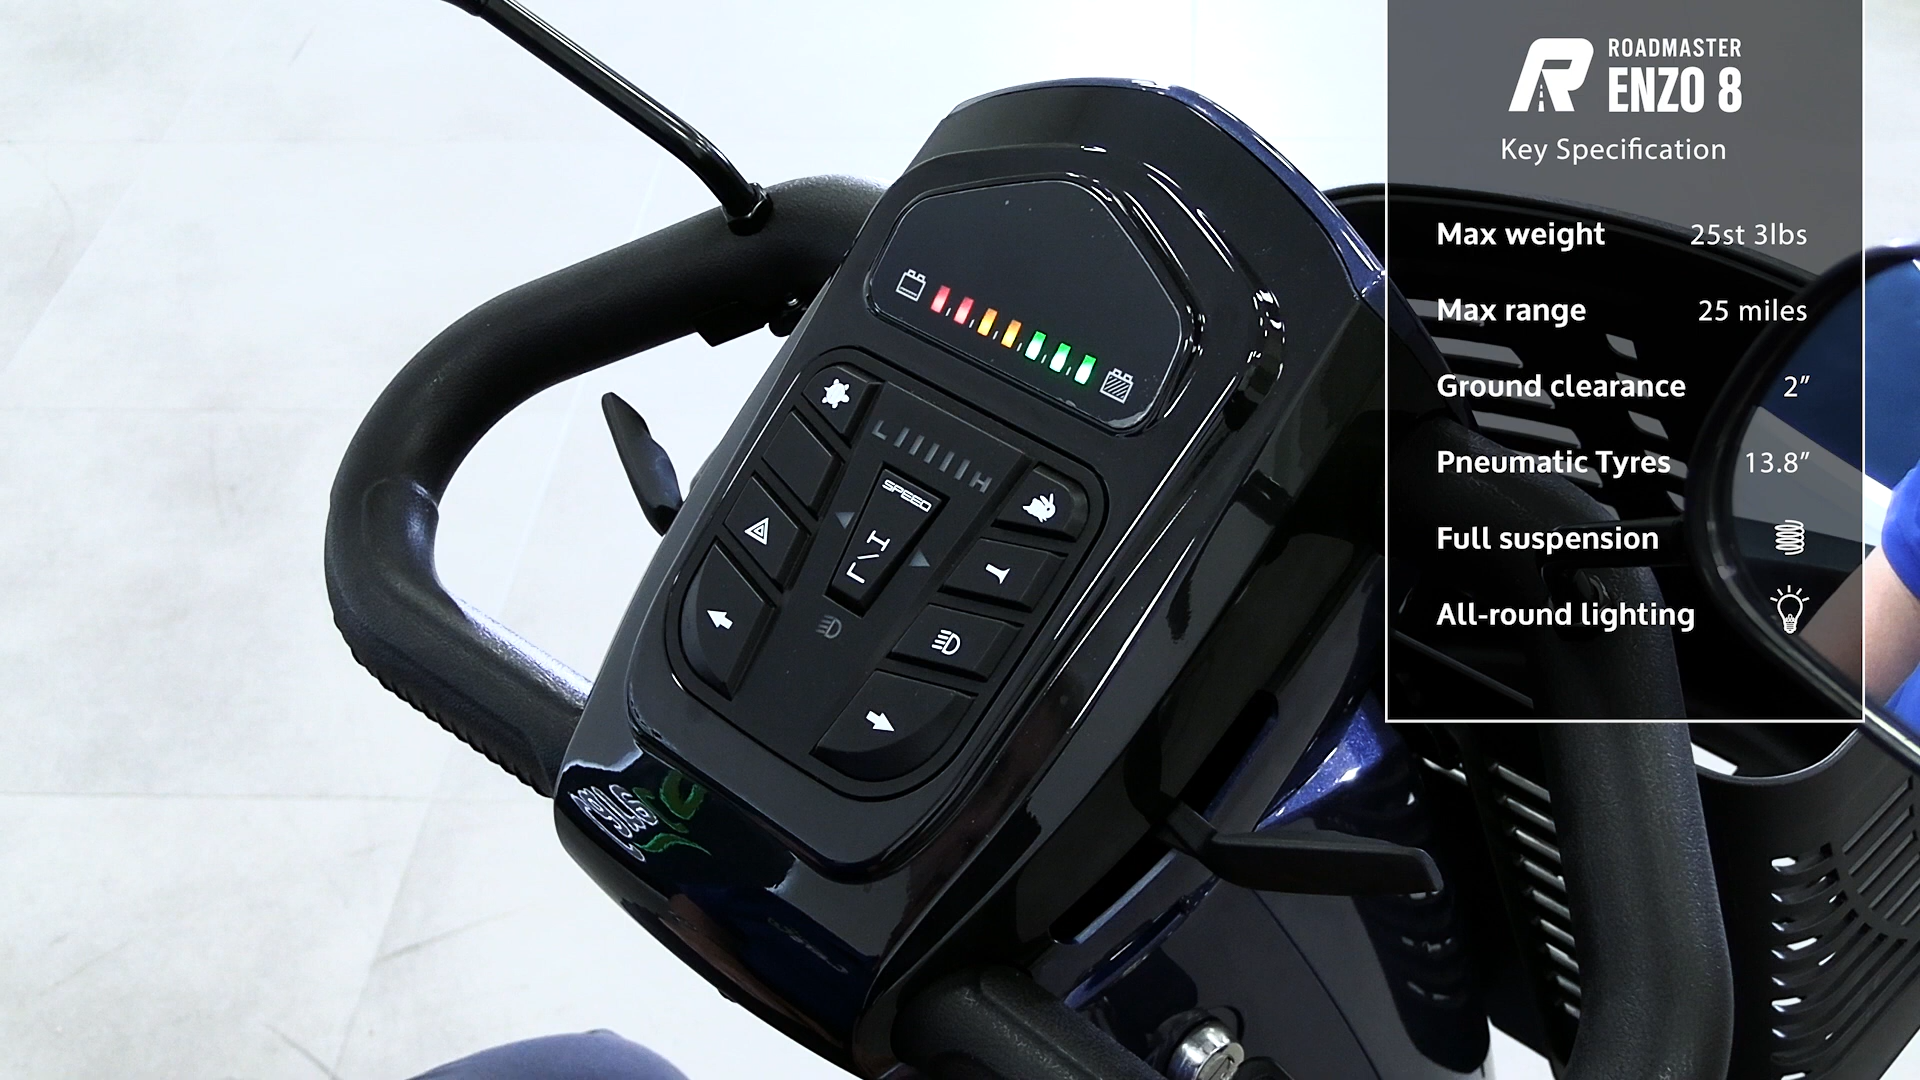 ROADMASTER
ENZO 8
Key Specification
Max weight 25st 3lbs
Max range 25 miles
Ground clearance 2”
Pneumatic Tyres 13.8”
Full suspension
All-round lighting
L H
SPEED
L/H